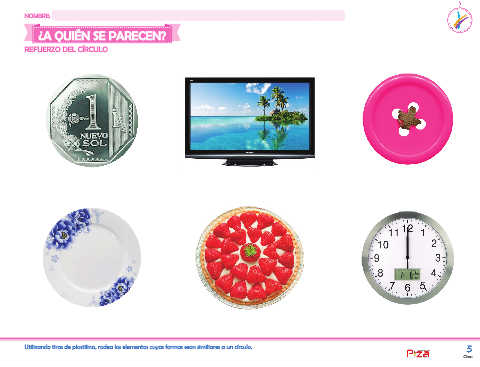 NOMBRE:
¿A QUIÉN SE PARECEN?
REFUERZO DEL CÍRCULO
1
NUEVO
SOL
11 12 1
10 2
9 3
8 4
7 6 5
Utilizando tiras de plastilina, rodea los elementos cuyas formas sean similares a un círculo.
5